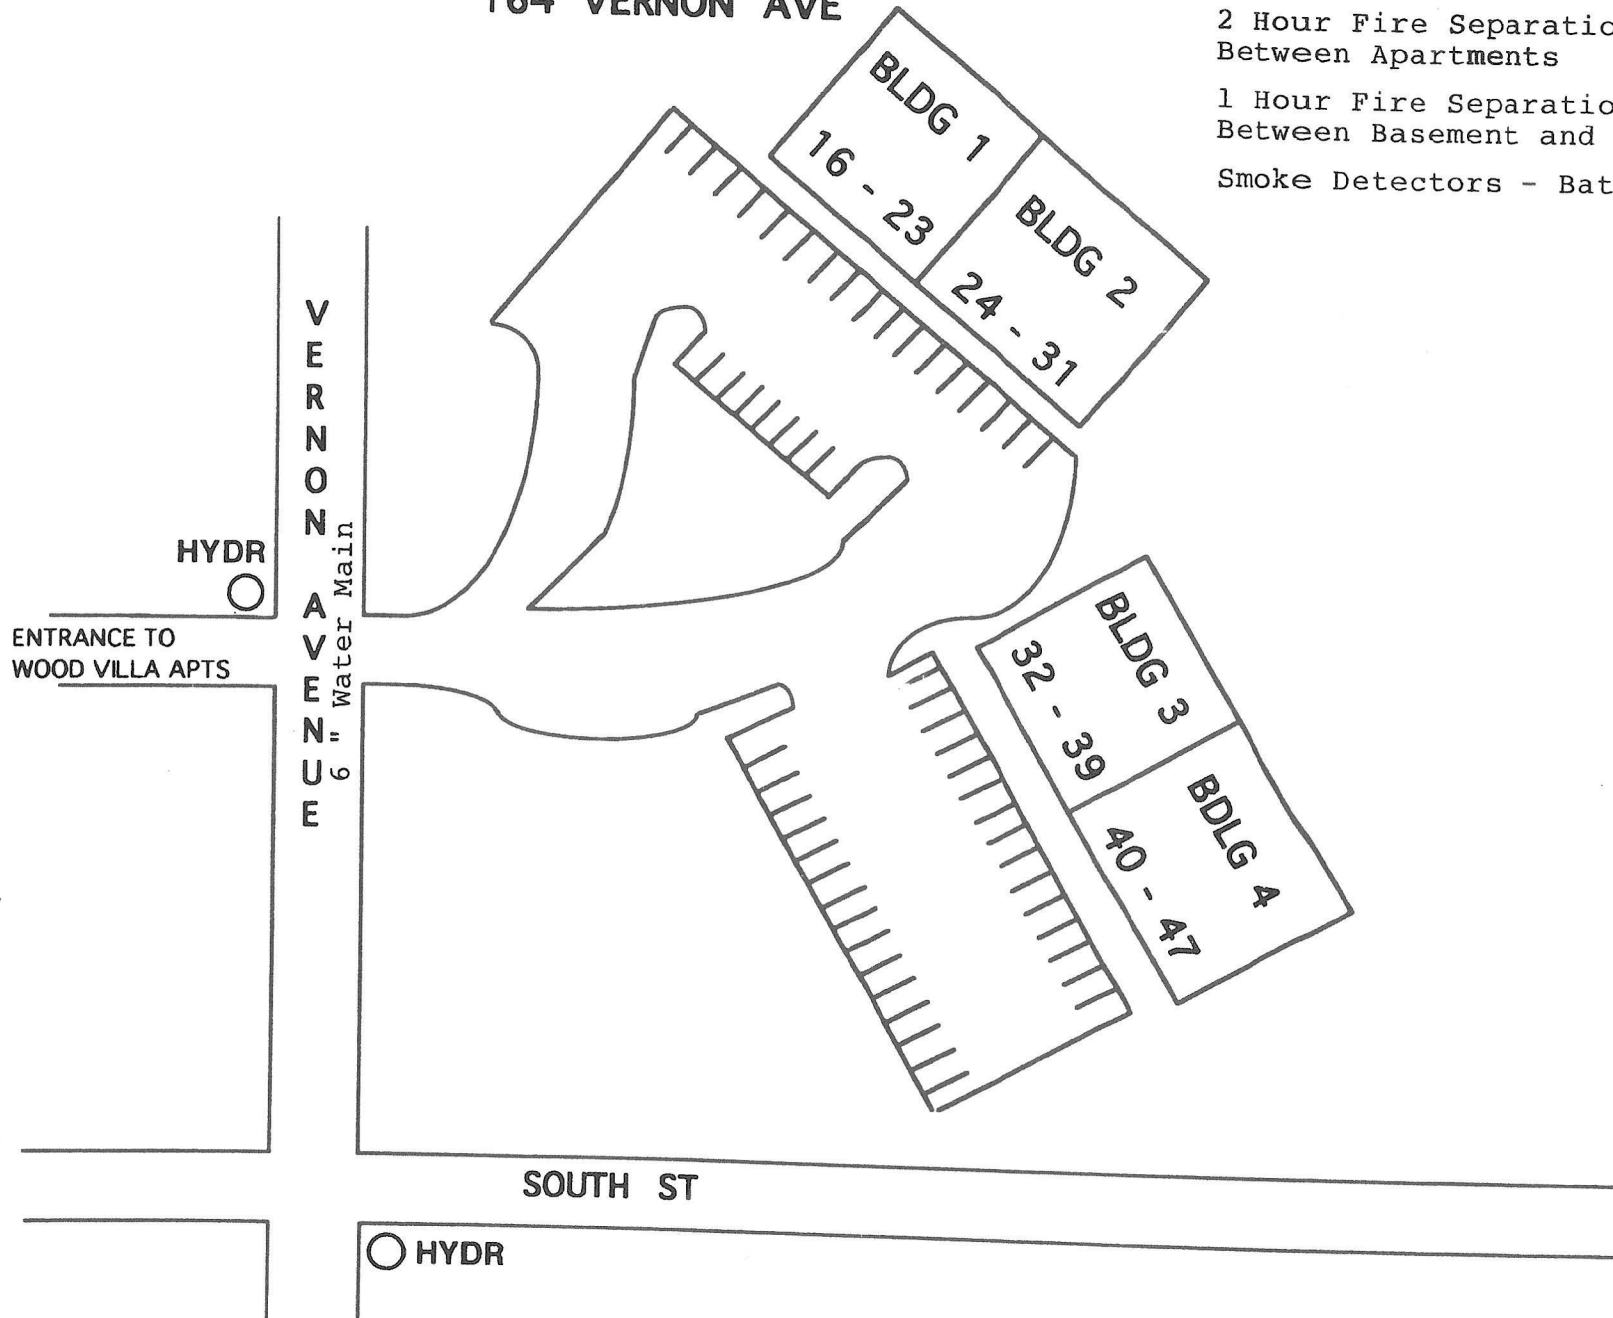 164 VERNON AVE
2 Hour Fire Separatio
Between Apartments
1 Hour Fire Separatio
Between Basement and
Smoke Detectors - Bat
BLDG 1
16 - 23
BLDG 2
24 - 31
VERNON AVENUE
6" Water Main
HYDR
ENTRANCE TO
WOOD VILLA APTS
BLDG 3
32 - 39
BDLG 4
40 - 47
SOUTH ST
HYDR